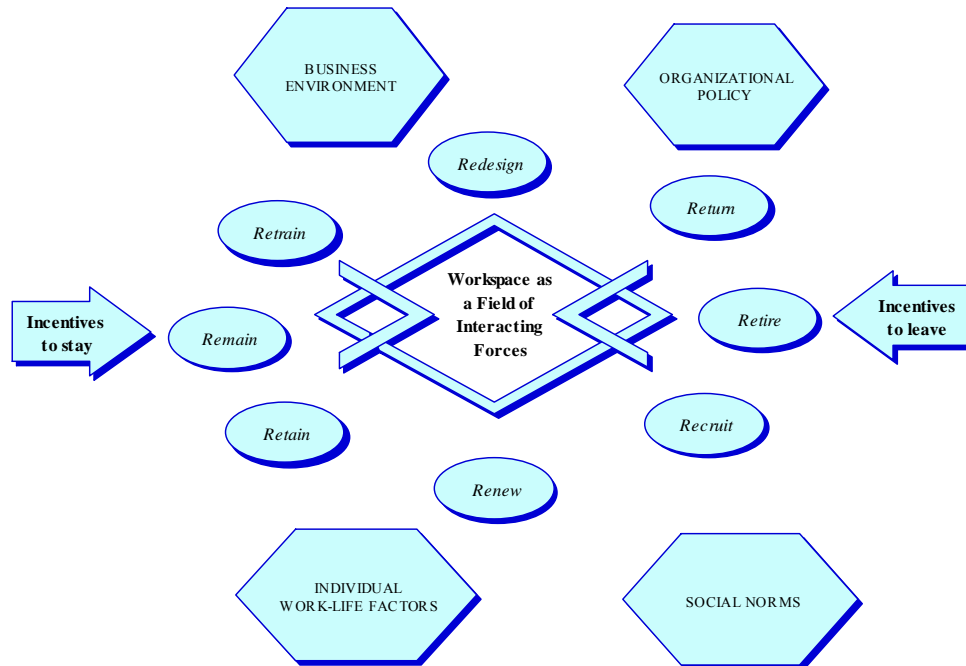 BUSINESS
ENVIRONMENT
ORGANIZATIONAL
POLICY
Redesign
Return
Retrain
Workspace as
a Field of
Interacting
Forces
Incentives
to stay
Remain
Retire
Incentives
to leave
Retain
Recruit
Renew
INDIVIDUAL
WORK-LIFE FACTORS
SOCIAL NORMS